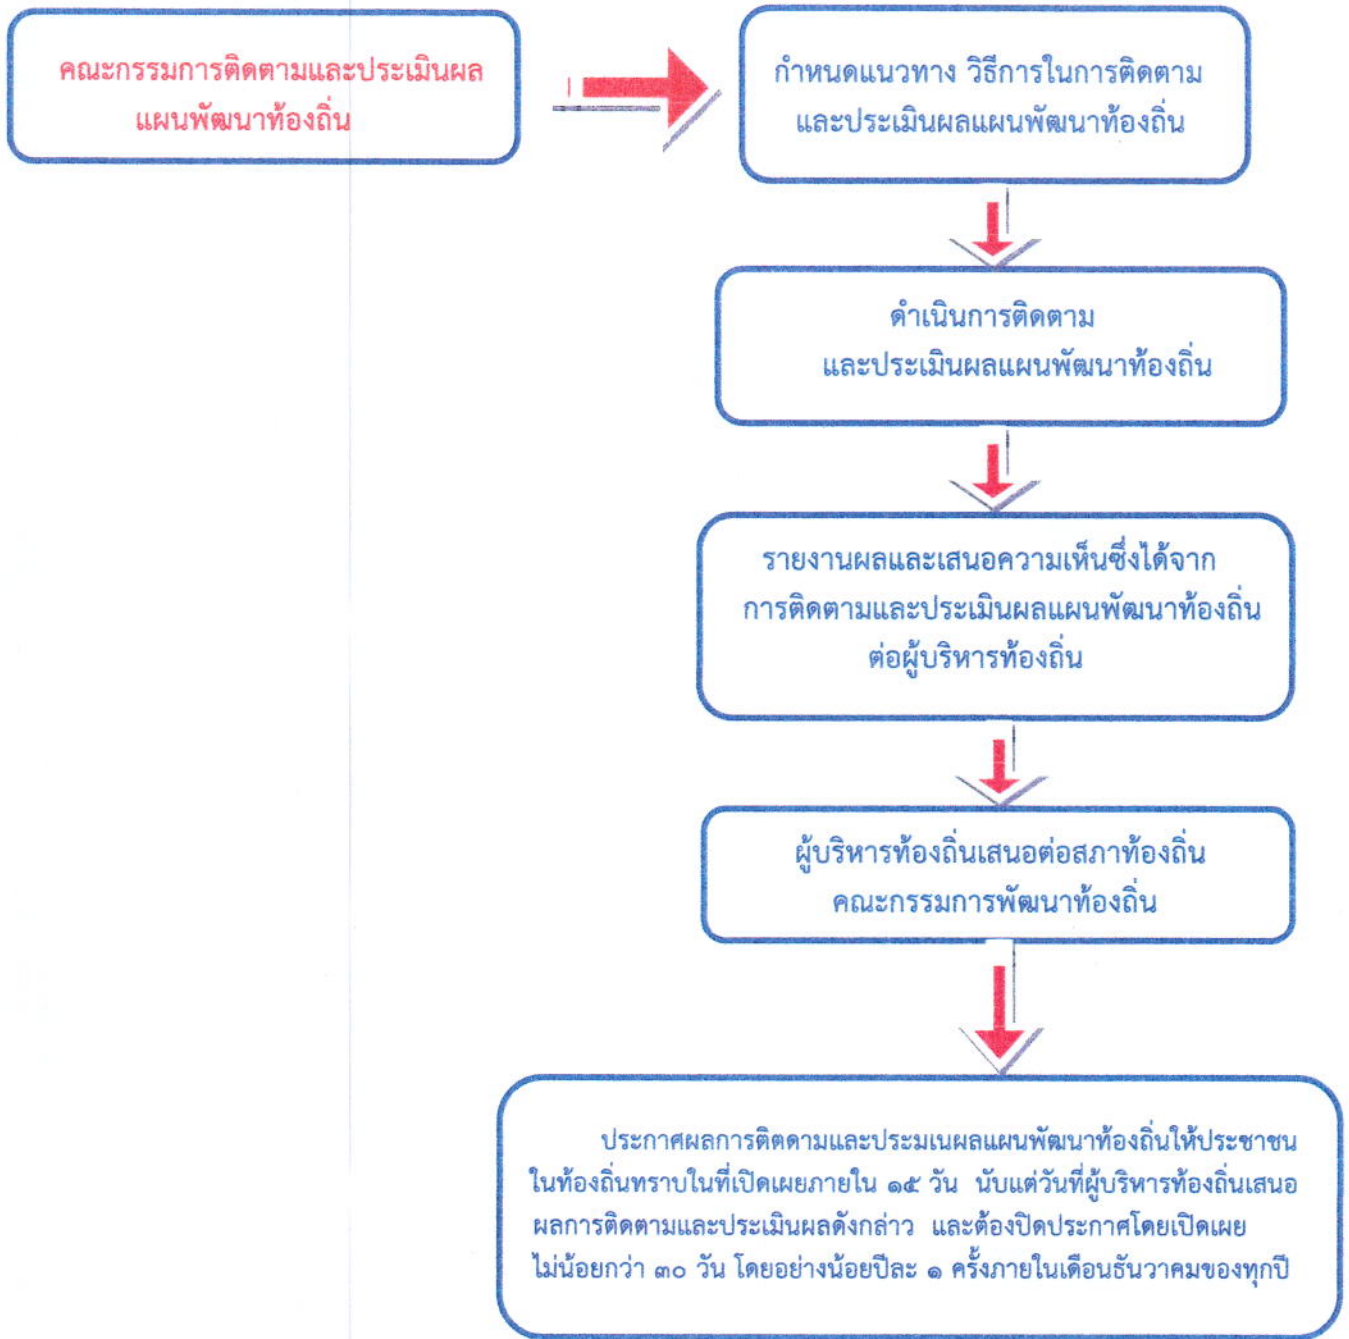 คณะกรรมการติดตามและประเมินผล
แผนพัฒนาท้องถิ่น
กำหนดแนวทาง วิธีการในการติดตาม
และประเมินผลแผนพัฒนาท้องถิ่น
ดำเนินการติดตาม
และประเมินผลแผนพัฒนาท้องถิ่น
รายงานผลและเสนอความเห็นซึ่งได้จาก
การติดตามและประเมินผลแผนพัฒนาท้องถิ่น
ต่อผู้บริหารท้องถิ่น
ผู้บริหารท้องถิ่นเสนอต่อสภาท้องถิ่น
คณะกรรมการพัฒนาท้องถิ่น
ประกาศผลการติตดามและประมเนผลแผนพัฒนาท้องถิ่นให้ประชาชน
ในท้องถิ่นทราบในที่เปิดเผยภายใน ๑๕ วัน นับแต่วันที่ผู้บริหารท้องถิ่นเสนอ
ผลการติดตามและประเมินผลดังกล่าว และต้องปิดประกาศโดยเปิดเผย
ไม่น้อยกว่า ๓๐ วัน โดยอย่างน้อยปีละ ๑ ครั้งภายในเดือนธันวาคมของทุกปี